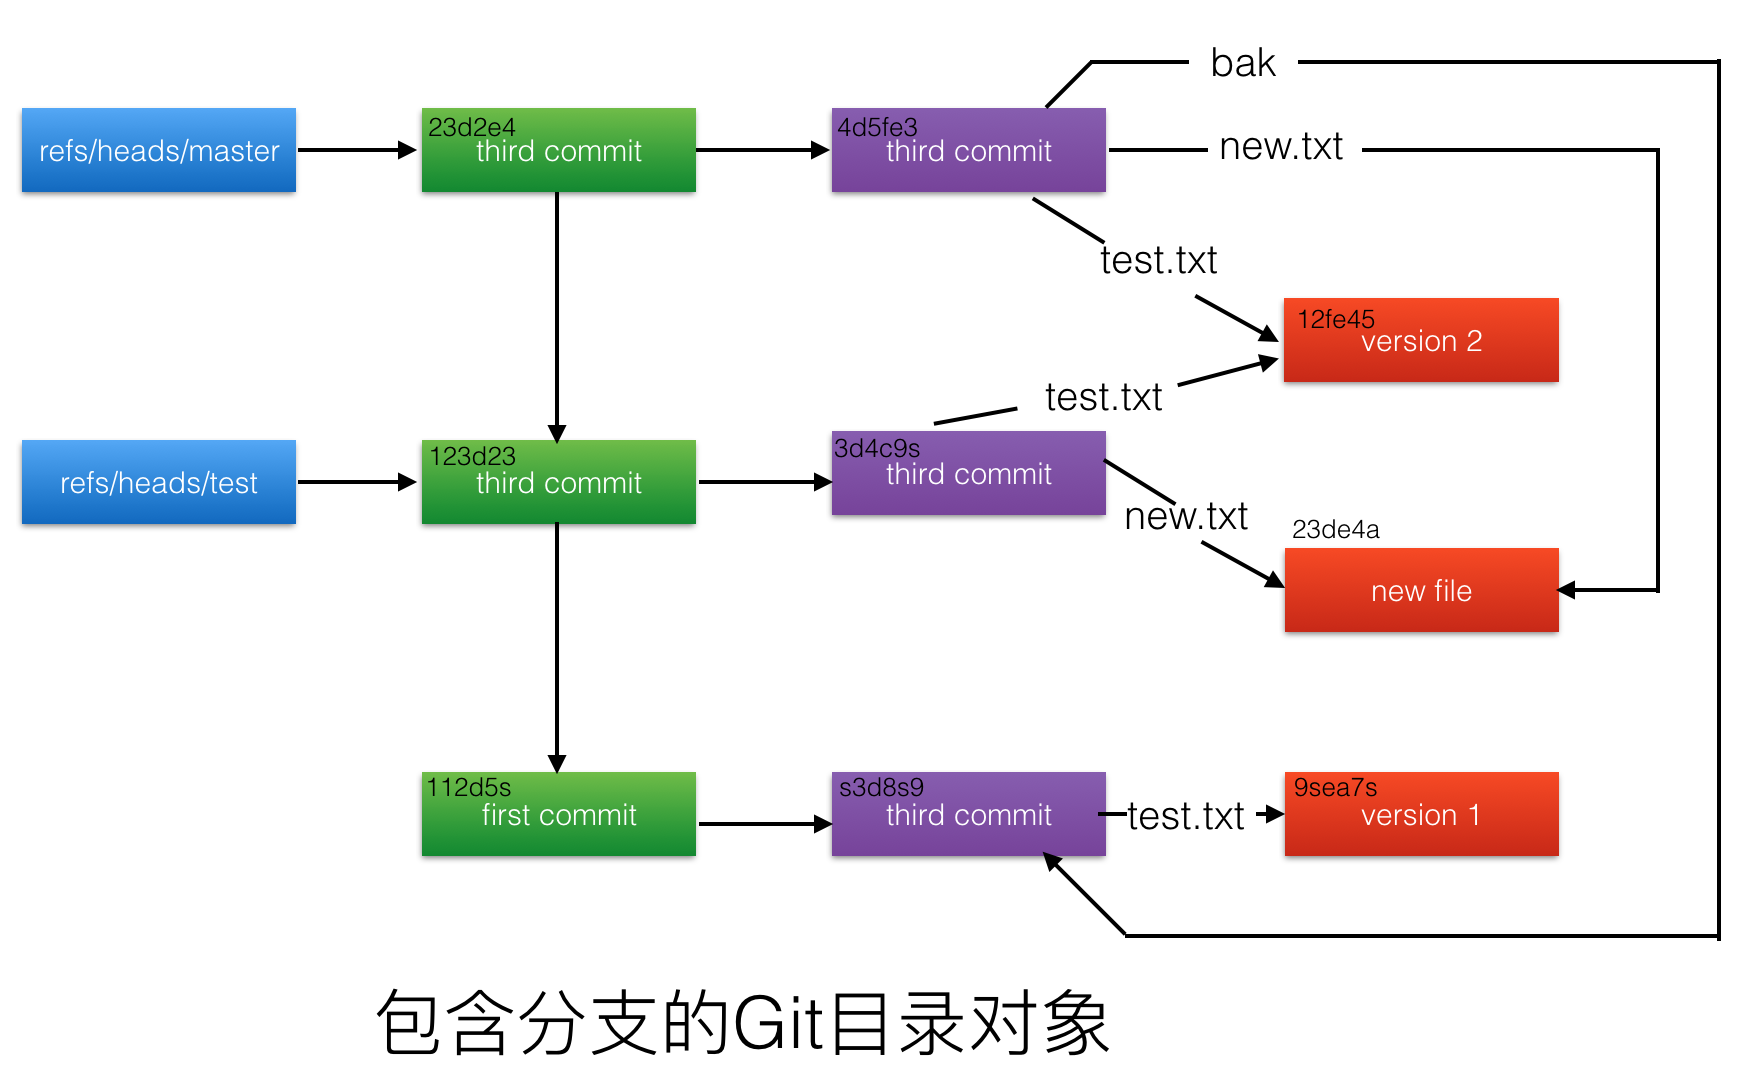 bak
refs/heads/master
23d2e4
third commit
4d5fe3
third commit
new.txt
test.txt
12fe45
version 2
test.txt
refs/heads/test
123d23
third commit
3d4c9s
third commit
new.txt
23de4a
new file
112d5s
first commit
s3d8s9
third commit
test.txt
9sea7s
version 1
包含分支的Git目录对象